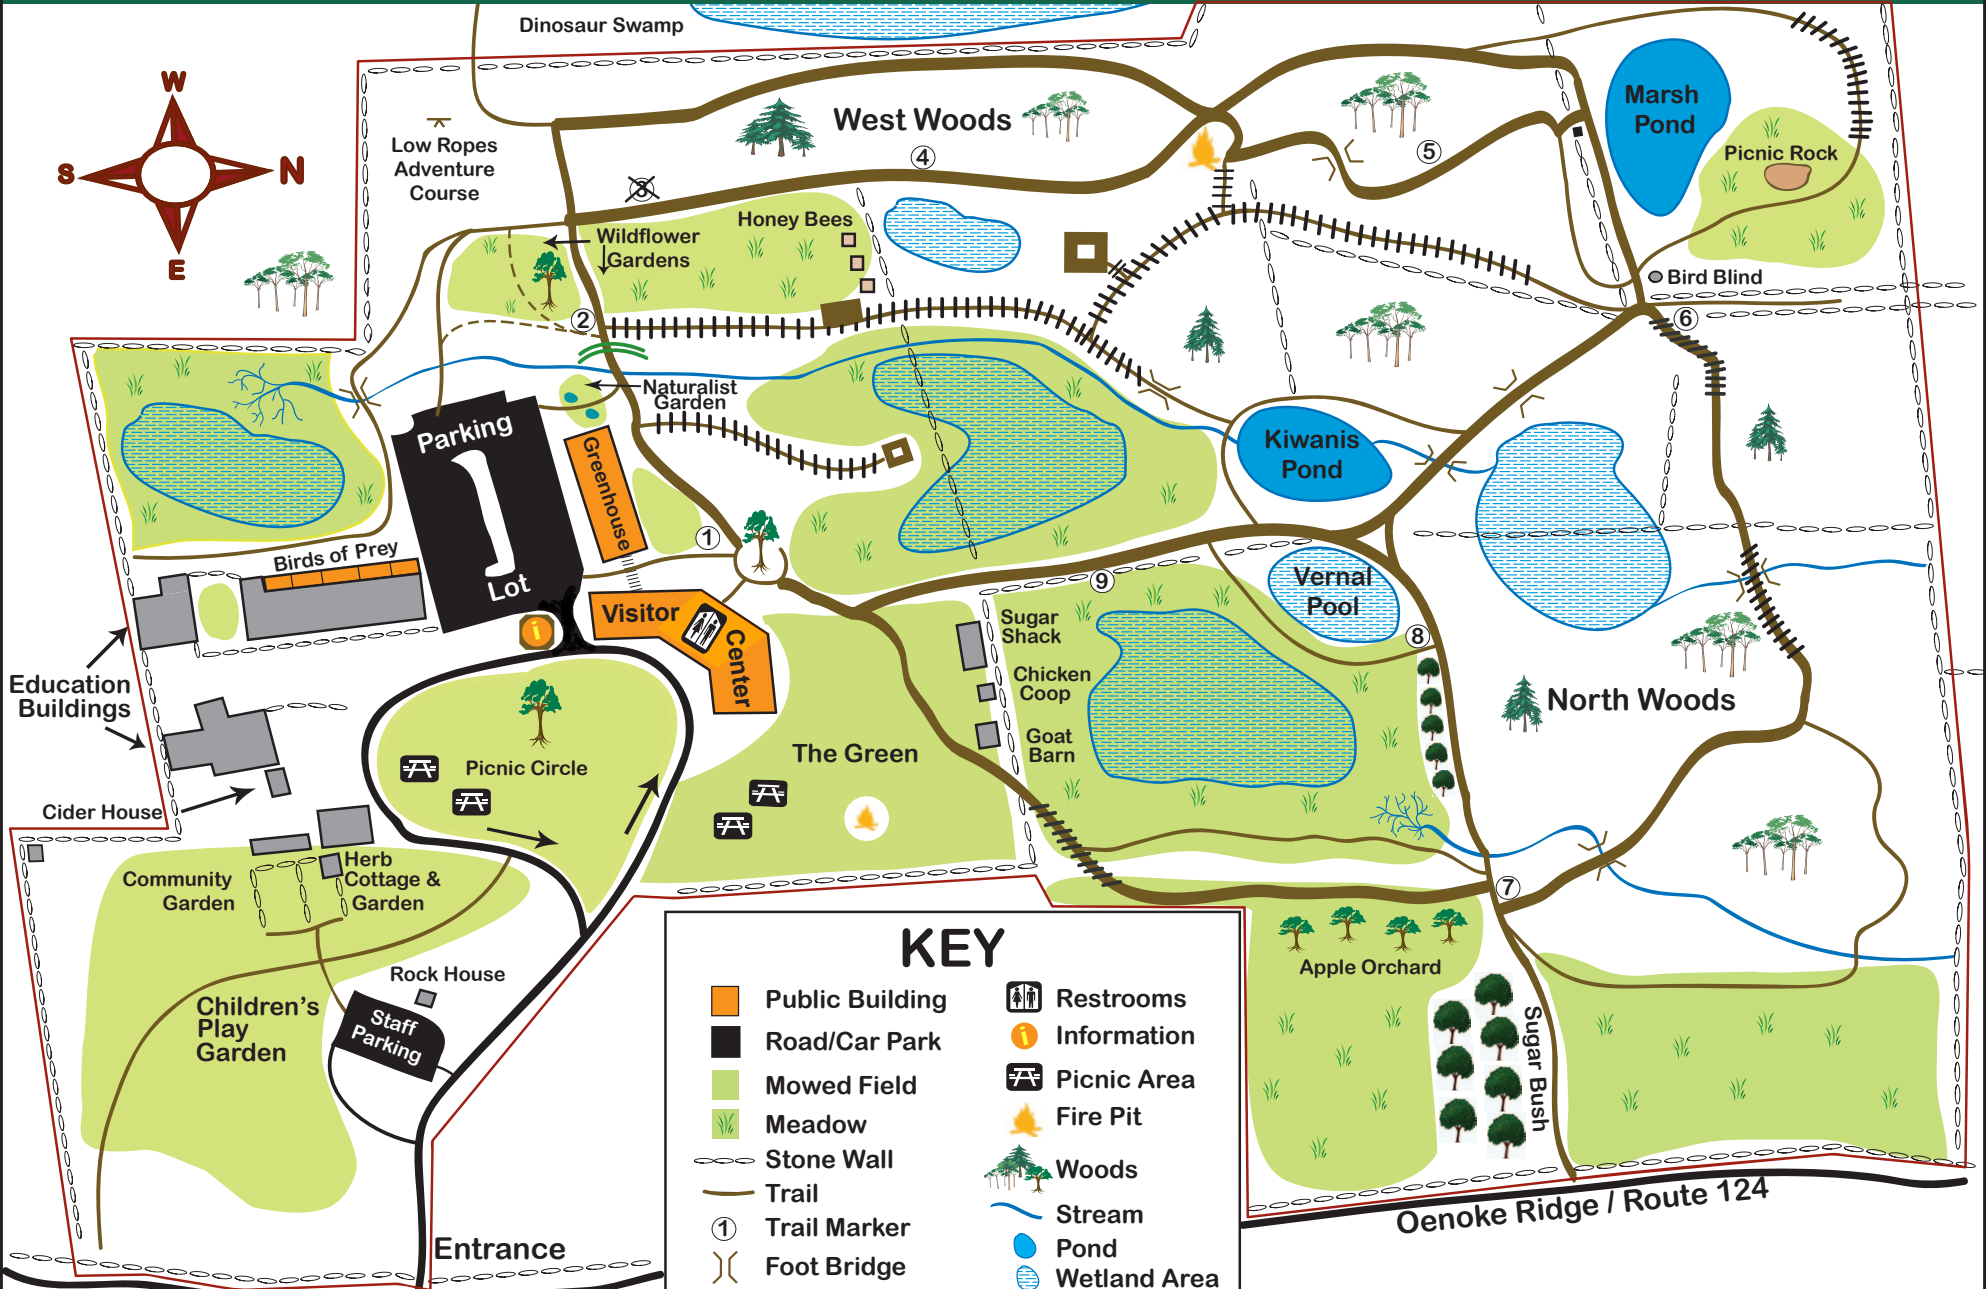 Dinosaur Swamp
W
S
N
E
Low Ropes
Adventure
Course
West Woods
4
3
5
Marsh
Pond
Picnic Rock
Honey Bees
Wildflower
Gardens
2
Bird Blind
6
Naturalist
Garden
Parking
Lot
Greenhouse
Kiwanis
Pond
1
Birds of Prey
Vernal
Pool
9
8
Visitor
Center
i
Sugar
Shack
Chicken
Coop
Goat
Barn
Education
Buildings
North Woods
The Green
Picnic Circle
Cider House
Herb
Cottage &
Garden
Community
Garden
7
Apple Orchard
Rock House
Children's
Play
Garden
Staff
Parking
Sugar Bush
KEY
Public Building
Road/Car Park
Mowed Field
Meadow
Stone Wall
Trail
1
Trail Marker
Foot Bridge
Restrooms
i
Information
Picnic Area
Fire Pit
Woods
Stream
Pond
Wetland Area
Entrance
Oenoke Ridge / Route 124